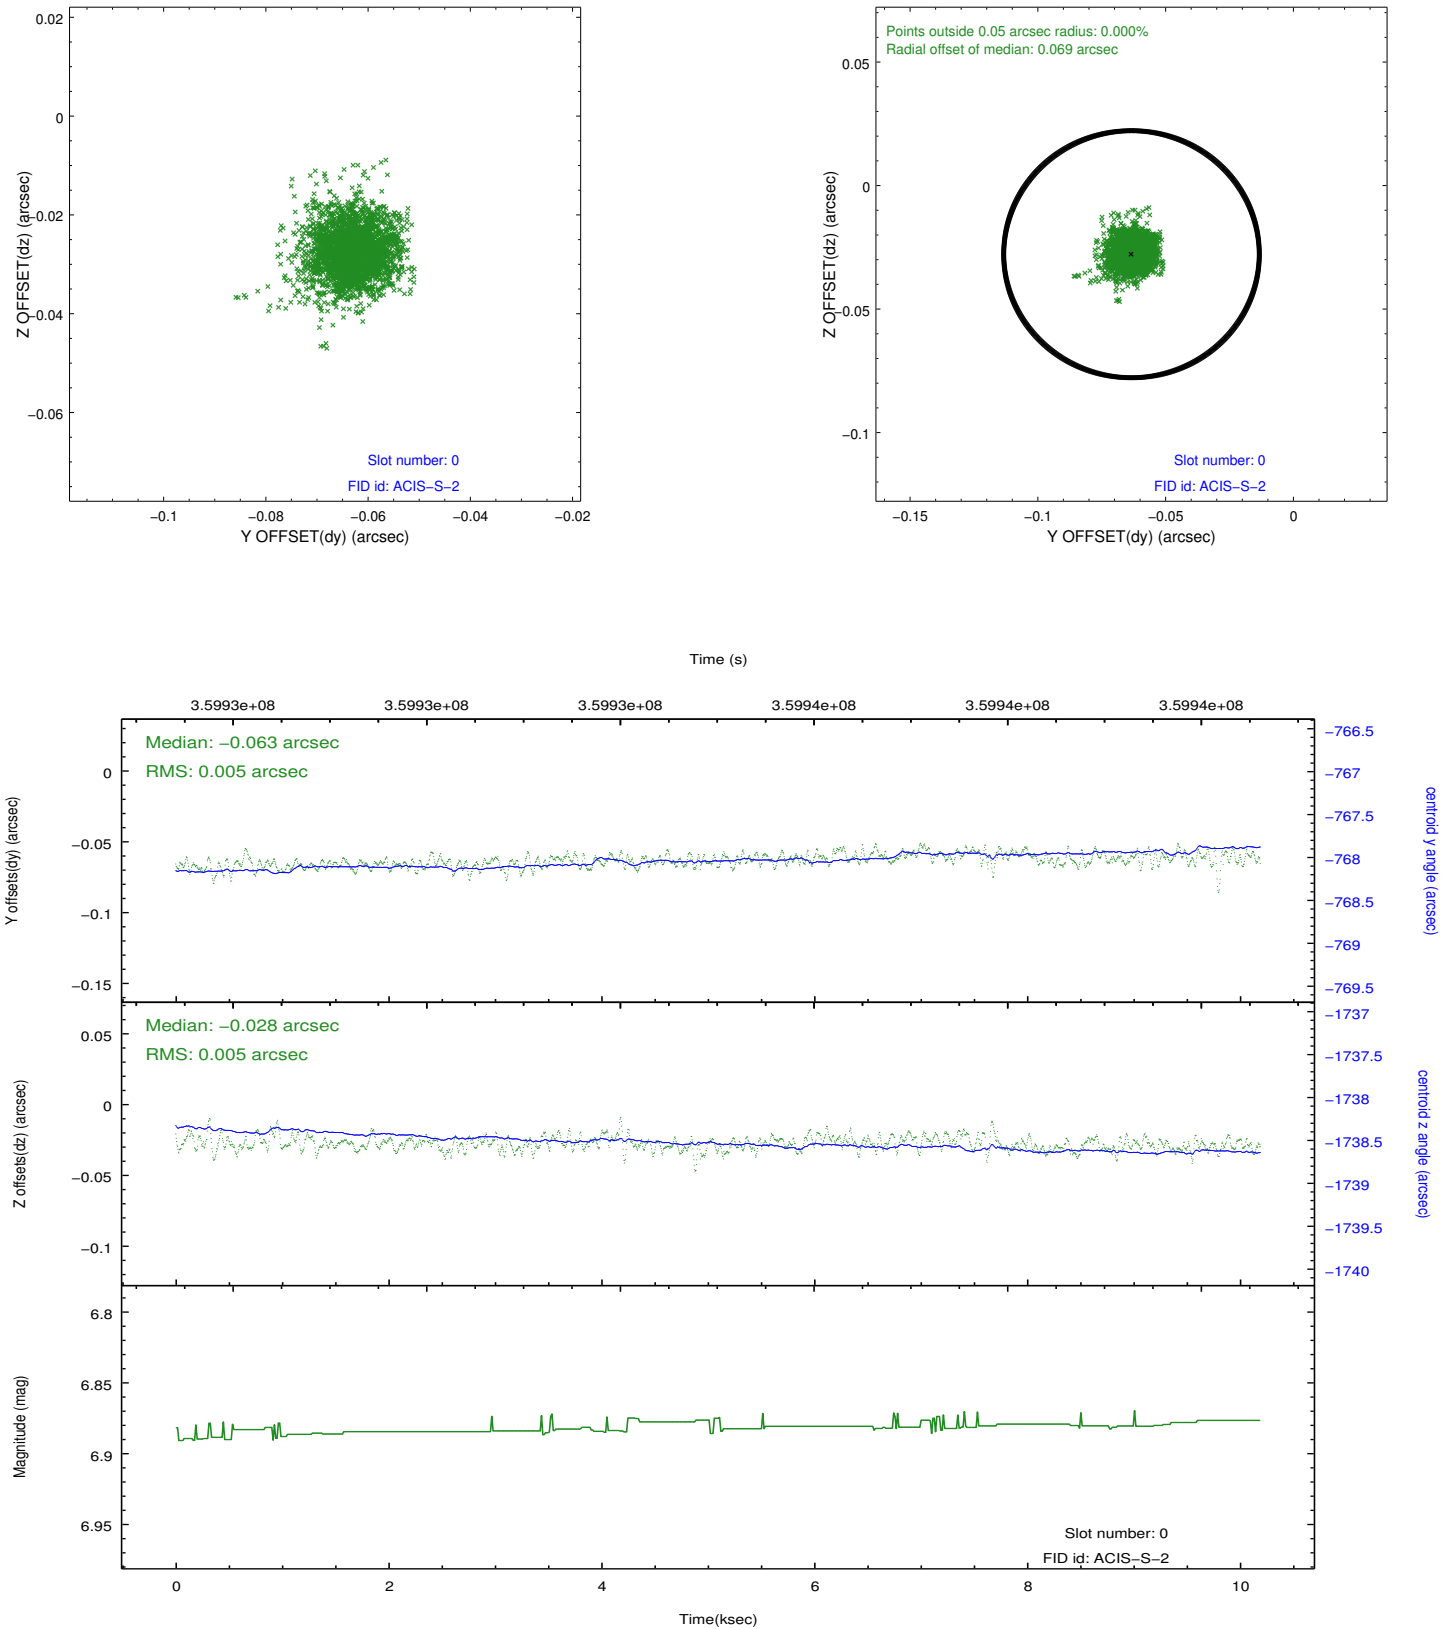 0.02
0
−0.02
−0.04
−0.06
Z OFFSET(dz) (arcsec)
Slot number: 0
FID id: ACIS−S−2
−0.1
−0.08
−0.06
−0.04
−0.02
Y OFFSET(dy) (arcsec)
Points outside 0.05 arcsec radius: 0.000%
Radial offset of median: 0.069 arcsec
0.05
0
−0.05
−0.1
Z OFFSET(dz) (arcsec)
Slot number: 0
FID id: ACIS−S−2
−0.15
−0.1
−0.05
0
Y OFFSET(dy) (arcsec)
Time (s)
3.5993e+08
3.5993e+08
3.5993e+08
3.5994e+08
3.5994e+08
3.5994e+08
Median: −0.063 arcsec
RMS: 0.005 arcsec
0
−0.05
−0.1
−0.15
Y offsets(dy) (arcsec)
−766.5
−767
−767.5
−768
−768.5
−769
−769.5
centroid y angle (arcsec)
Median: −0.028 arcsec
RMS: 0.005 arcsec
0.05
0
−0.05
−0.1
Z offsets(dz) (arcsec)
−1737
−1737.5
−1738
−1738.5
−1739
−1739.5
−1740
centroid z angle (arcsec)
6.8
6.85
6.9
6.95
Magnitude (mag)
Slot number: 0
FID id: ACIS−S−2
0
2
4
6
8
10
Time(ksec)